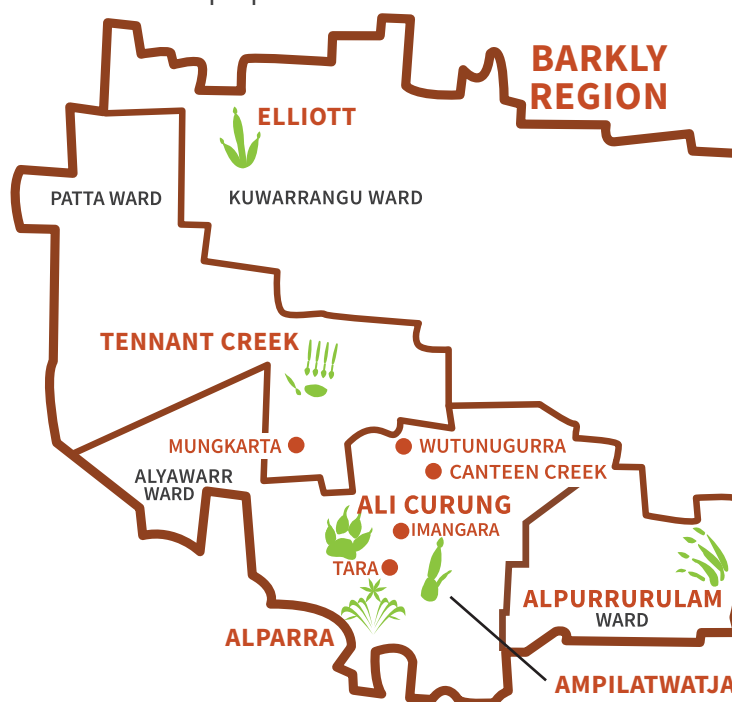 BARKLY
REGION
ELLIOTT
PATTA WARD
KUWARRANGU WARD
TENNANT CREEK
MUNGKARTA
WUTUNUGURRA
ALYAWARR
WARD
CANTEEN CREEK
ALI CURUNG
IMANGARA
TARA
ALPURRURULAM
WARD
ALPARRA
AMPILATWATJA